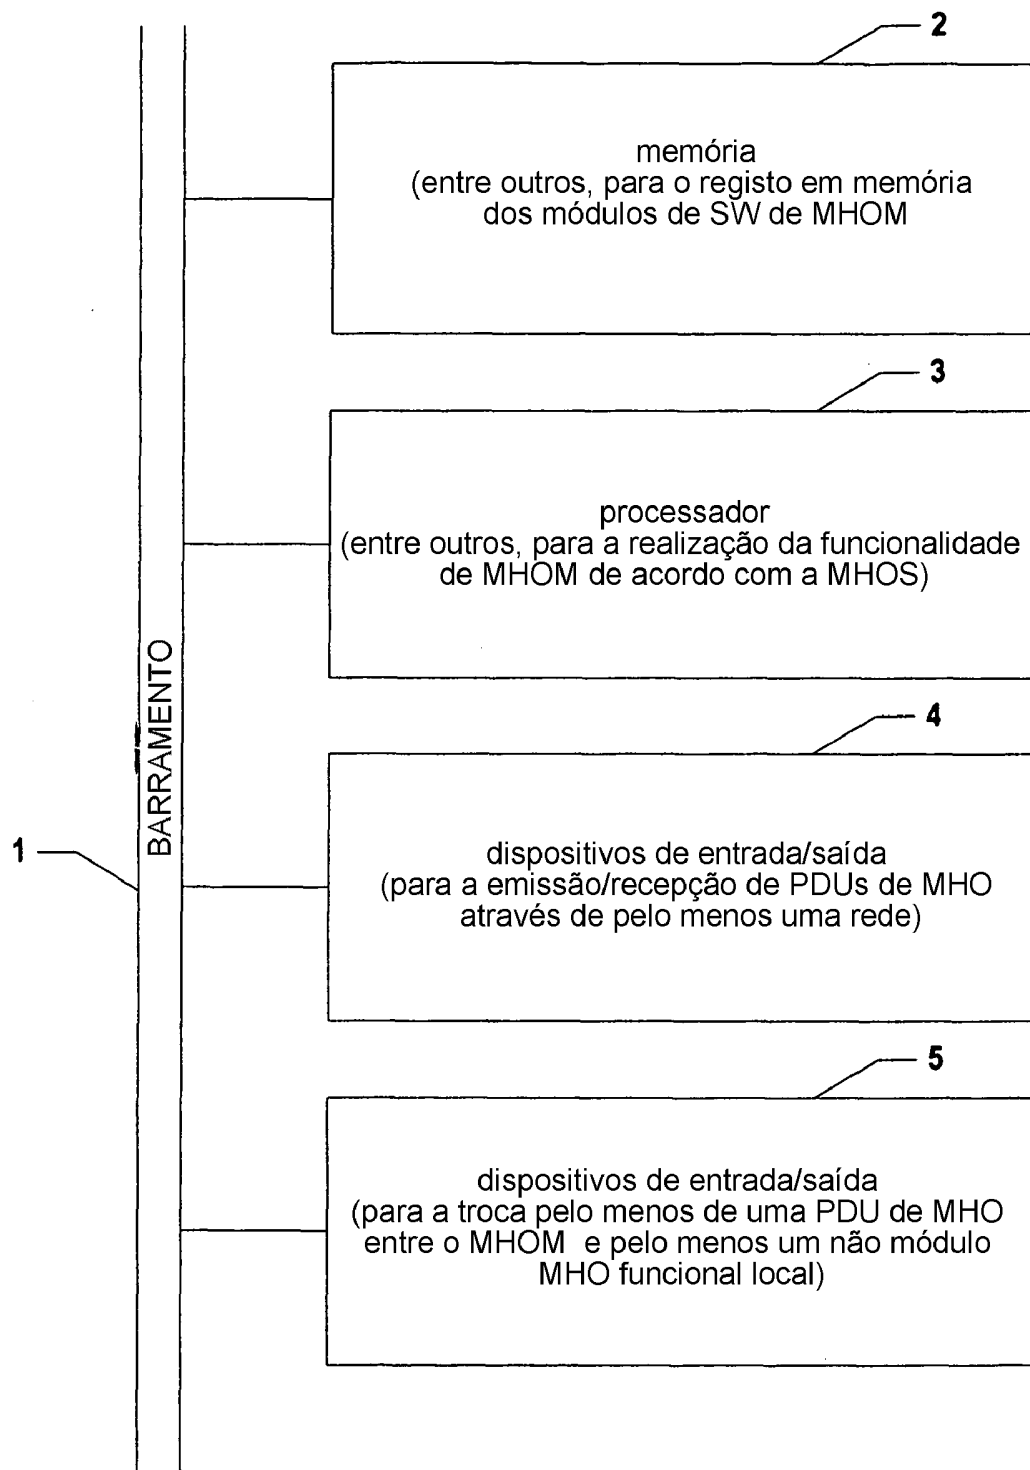 2
memória
(entre outros, para o registo em memória
dos módulos de SW de MHOM
3
processador
(entre outros, para a realização da funcionalidade
de MHOM de acordo com a MHOS)
BARRAMENTO
4
1
dispositivos de entrada/saída
(para a emissão/recepção de PDUs de MHO
através de pelo menos uma rede)
5
dispositivos de entrada/saída
(para a troca pelo menos de uma PDU de MHO
entre o MHOM e pelo menos um não módulo
MHO funcional local)